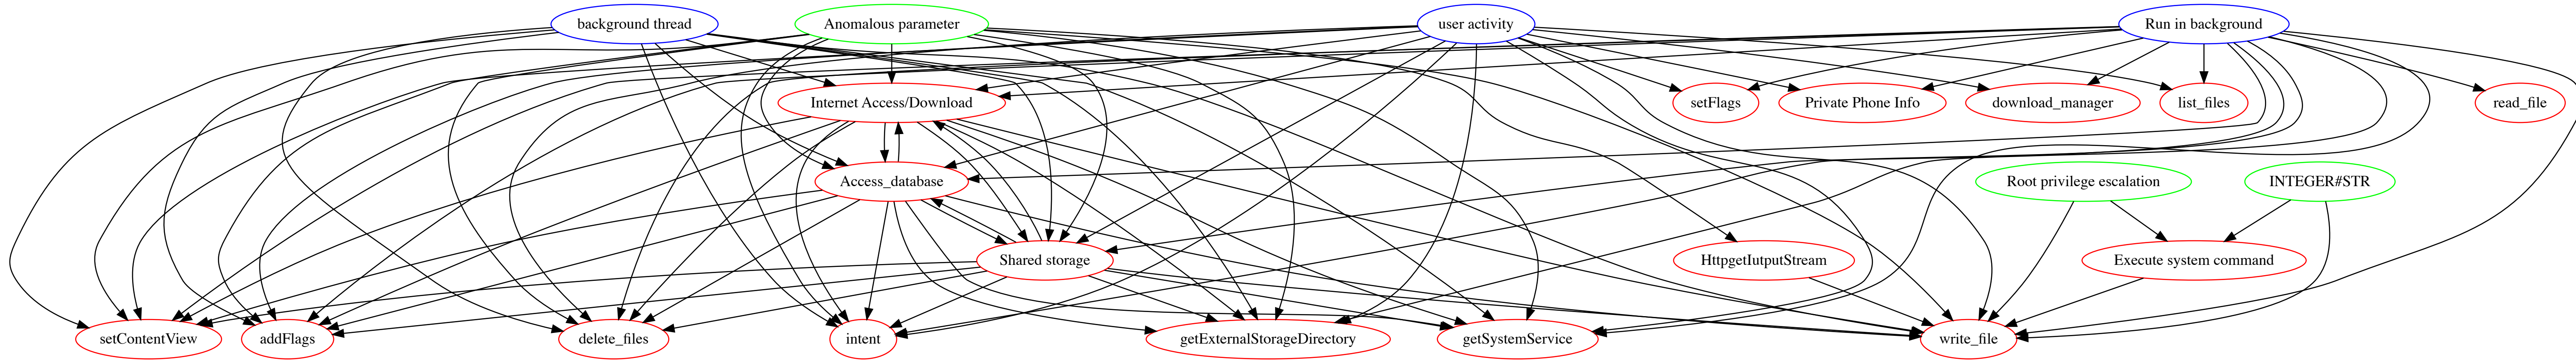 background thread
Anomalous parameter
user activity
Run in background
Internet Access/Download
setFlags
Private Phone Info
download_manager
list_files
read_file
Access_database
Root privilege escalation
INTEGER#STR
Shared storage
HttpgetIutputStream
Execute system command
setContentView
addFlags
delete_files
intent
getExternalStorageDirectory
getSystemService
write_file